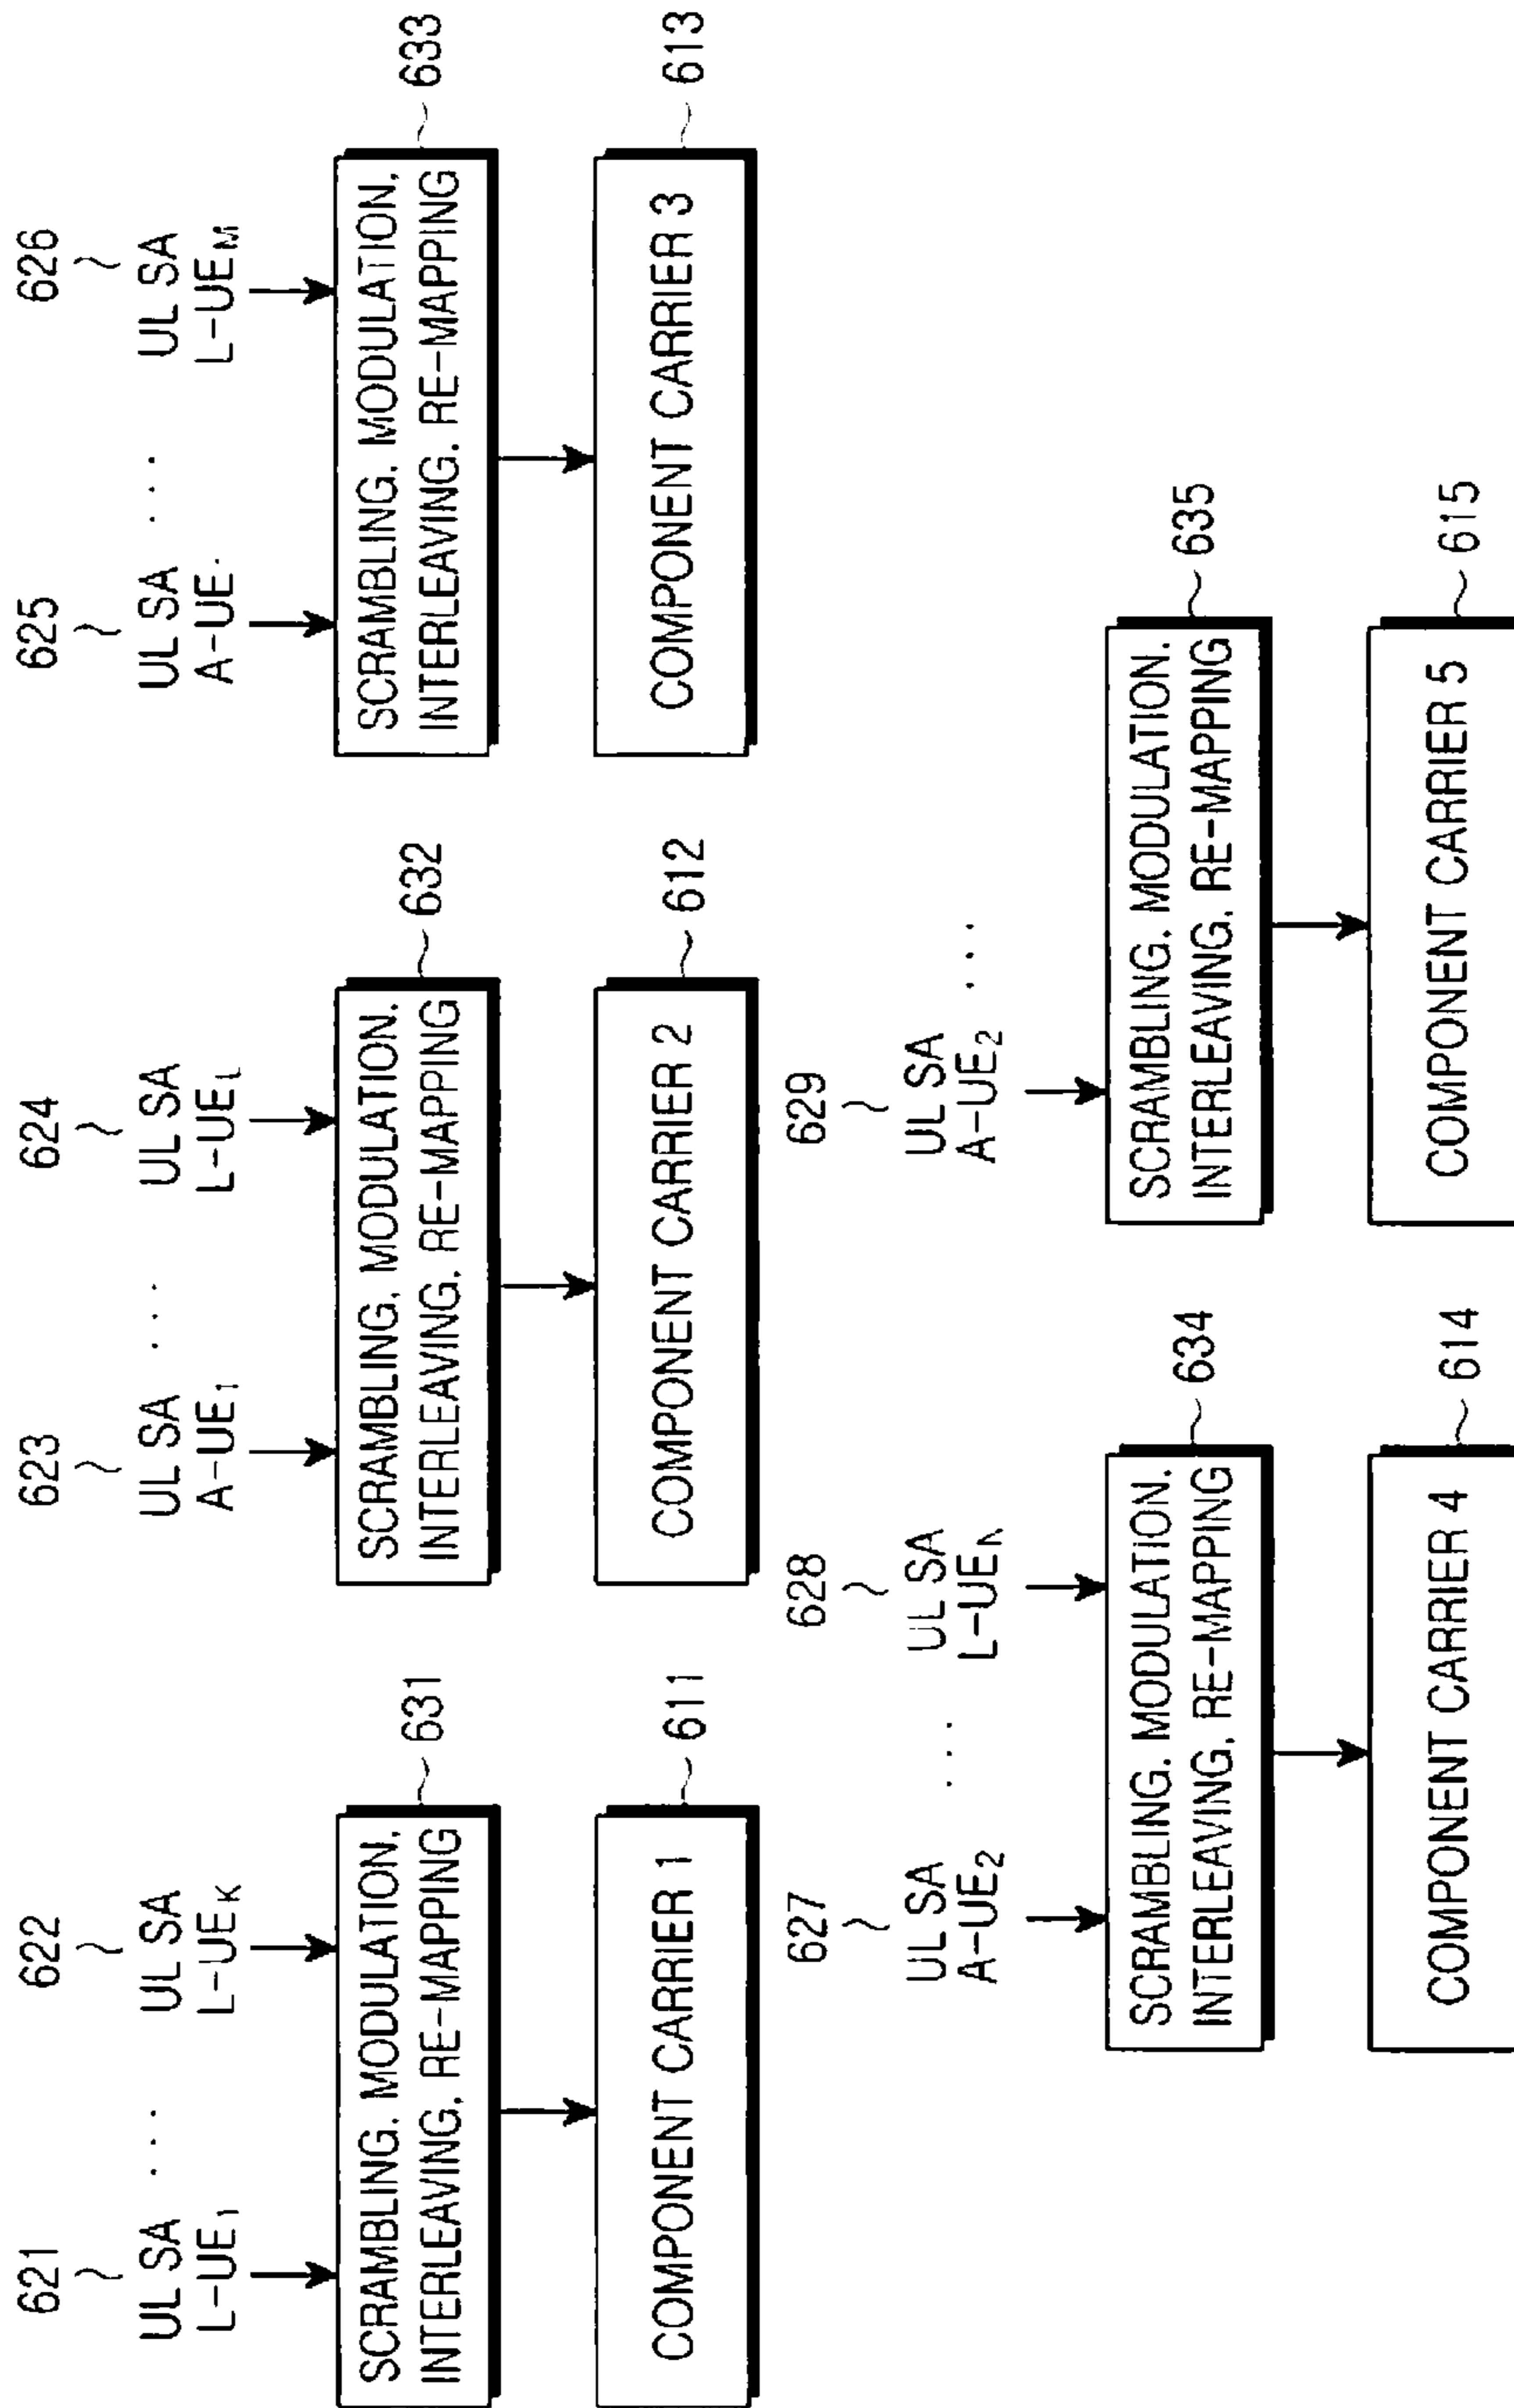 621
622
UL SA ... UL SA
L-UE1 L-UEK
SCRAMBLING, MODULATION,
INTERLEAVING, RE-MAPPING
631
COMPONENT CARRIER 1
611
623
624
UL SA ... UL SA
A-UE1 L-UEL
SCRAMBLING, MODULATION,
INTERLEAVING, RE-MAPPING
632
COMPONENT CARRIER 2
612
625
626
UL SA ... UL SA
L-UEM
SCRAMBLING, MODULATION,
INTERLEAVING, RE-MAPPING
633
COMPONENT CARRIER 3
613
627
628
UL SA ... UL SA
A-UE2
SCRAMBLING, MODULATION,
INTERLEAVING, RE-MAPPING
634
COMPONENT CARRIER 4
614
629
UL SA ...
A-UE2
SCRAMBLING, MODULATION,
INTERLEAVING, RE-MAPPING
635
COMPONENT CARRIER 5
615